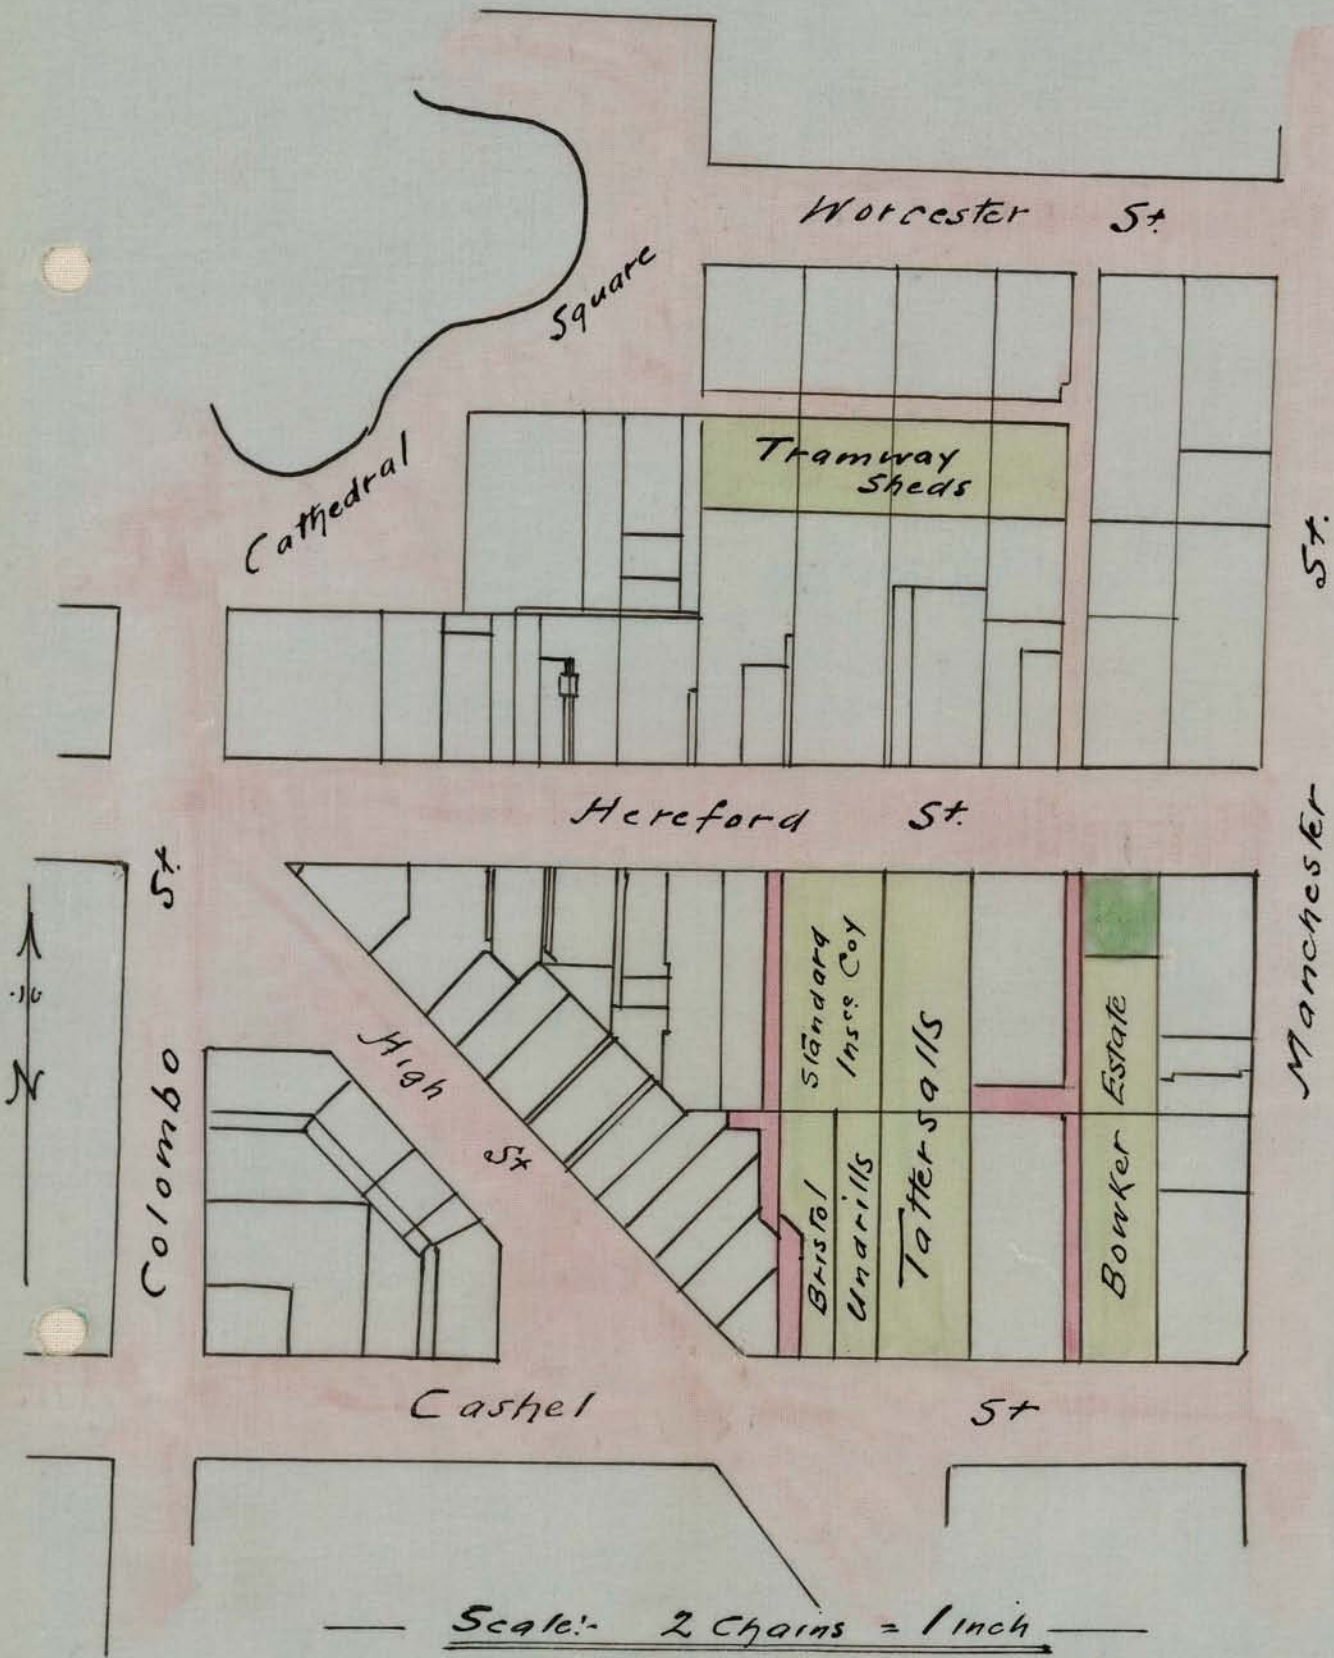 Worcester St.
Cathedral Square
Tramway
Sheds
St.
Hereford St.
Manchester
Colombo St.
High St
Standard
Insce Coy
Tattersalls
Bristol
Undrills
Bowker Estate
N
Cashel St
Scale:- 2 Chains = 1 inch